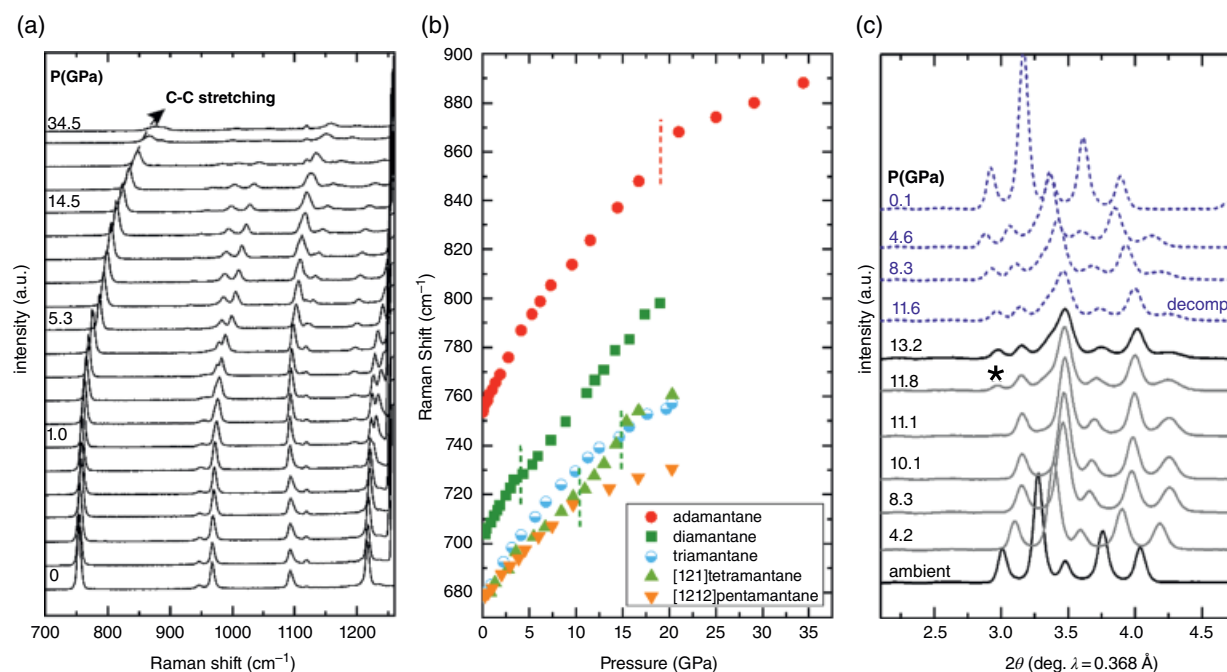 (a)
P(GPa)
C-C stretching
34.5
14.5
5.3
1.0
0
intensity (a.u.)
700 800 900 1000 1100 1200
Raman shift (cm⁻¹)
(b)
900
880
860
840
820
800
780
760
740
720
700
680
Raman Shift (cm⁻¹)
adamantane
diamantane
triamantane
[121]tetramantane
[1212]pentamantane
0 5 10 15 20 25 30 35
Pressure (GPa)
(c)
P(GPa)
0.1
4.6
8.3
11.6
decomp
13.2
*
11.8
11.1
10.1
8.3
4.2
ambient
intensity (a.u.)
2.5 3.0 3.5 4.0 4.5
2θ (deg. λ = 0.368 Å)